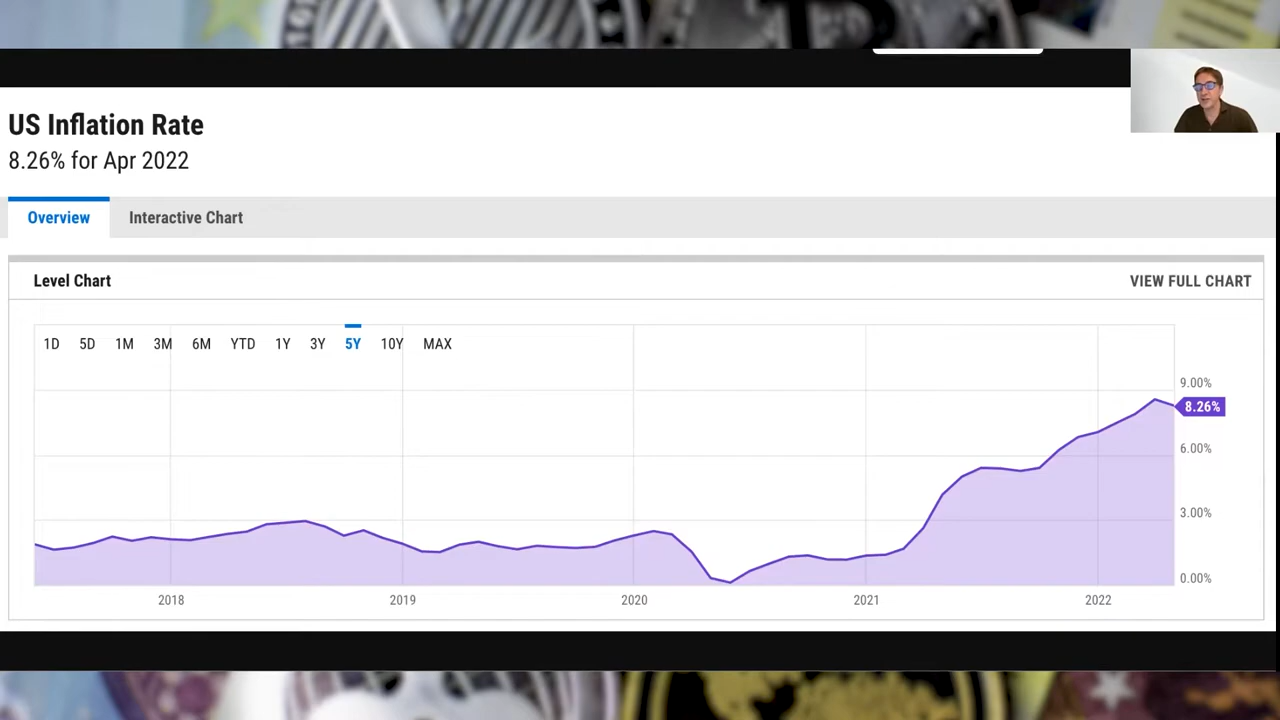 US Inflation Rate
8.26% for Apr 2022
Overview Interactive Chart
Level Chart VIEW FULL CHART
1D 5D 1M 3M 6M YTD 1Y 3Y 5Y 10Y MAX
9.00%
8.26%
6.00%
3.00%
0.00%
2018 2019 2020 2021 2022